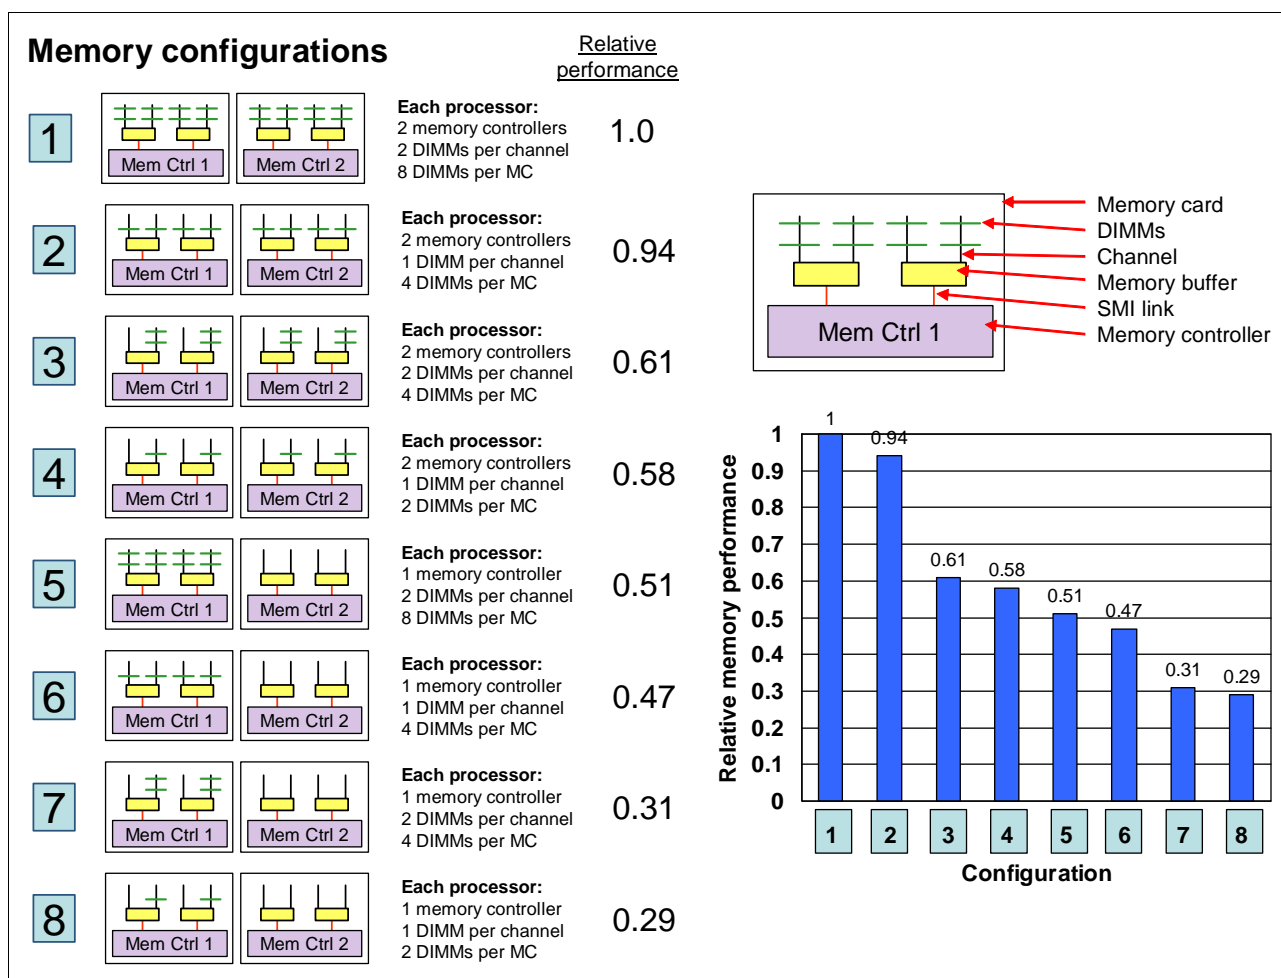 Memory configurations
Relative
performance
1
Mem Ctrl 1
Mem Ctrl 2
Each processor:
2 memory controllers
2 DIMMs per channel
8 DIMMs per MC
1.0
2
Mem Ctrl 1
Mem Ctrl 2
Each processor:
2 memory controllers
1 DIMM per channel
4 DIMMs per MC
0.94
3
Mem Ctrl 1
Mem Ctrl 2
Each processor:
2 memory controllers
2 DIMMs per channel
4 DIMMs per MC
0.61
4
Mem Ctrl 1
Mem Ctrl 2
Each processor:
2 memory controllers
1 DIMM per channel
2 DIMMs per MC
0.58
5
Mem Ctrl 1
Mem Ctrl 2
Each processor:
1 memory controller
2 DIMMs per channel
8 DIMMs per MC
0.51
6
Mem Ctrl 1
Mem Ctrl 2
Each processor:
1 memory controller
1 DIMM per channel
4 DIMMs per MC
0.47
7
Mem Ctrl 1
Mem Ctrl 2
Each processor:
1 memory controller
2 DIMMs per channel
4 DIMMs per MC
0.31
8
Mem Ctrl 1
Mem Ctrl 2
Each processor:
1 memory controller
1 DIMM per channel
2 DIMMs per MC
0.29
Mem Ctrl 1
Memory card
DIMMs
Channel
Memory buffer
SMI link
Memory controller
Relative memory performance
1
0.9
0.8
0.7
0.6
0.5
0.4
0.3
0.2
0.1
0
1
0.94
0.61
0.58
0.51
0.47
0.31
0.29
1 2 3 4 5 6 7 8
Configuration